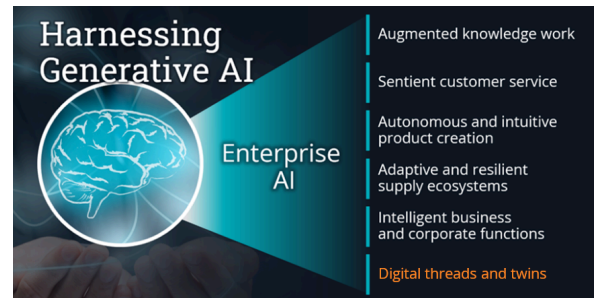 Harnessing
Generative AI
Enterprise
AI
Augmented knowledge work
Sentient customer service
Autonomous and intuitive
product creation
Adaptive and resilient
supply ecosystems
Intelligent business
and corporate functions
Digital threads and twins